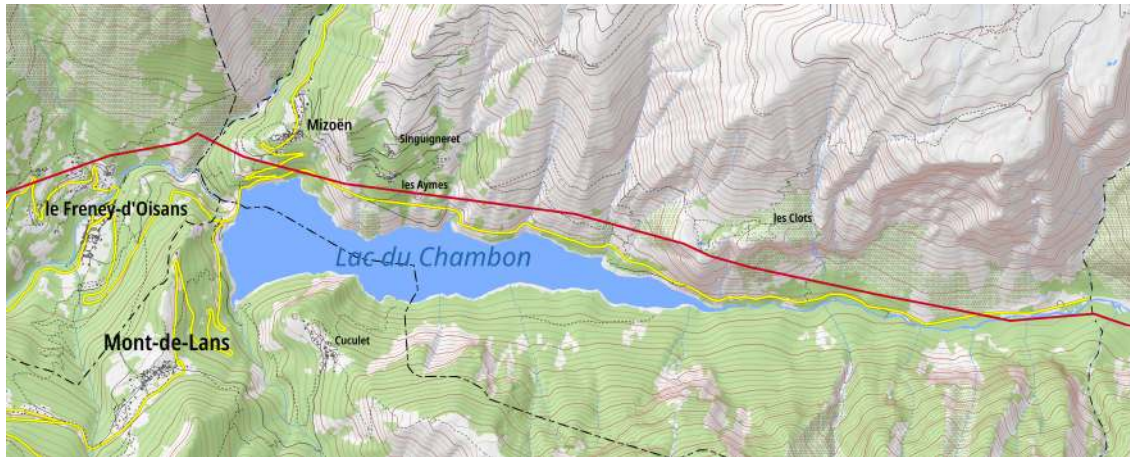 Mizoën
Singuigneret
les Aymes
le Freney-d'Oisans
les Clots
Lac du Chambon
Mont-de-Lans
Cuculet